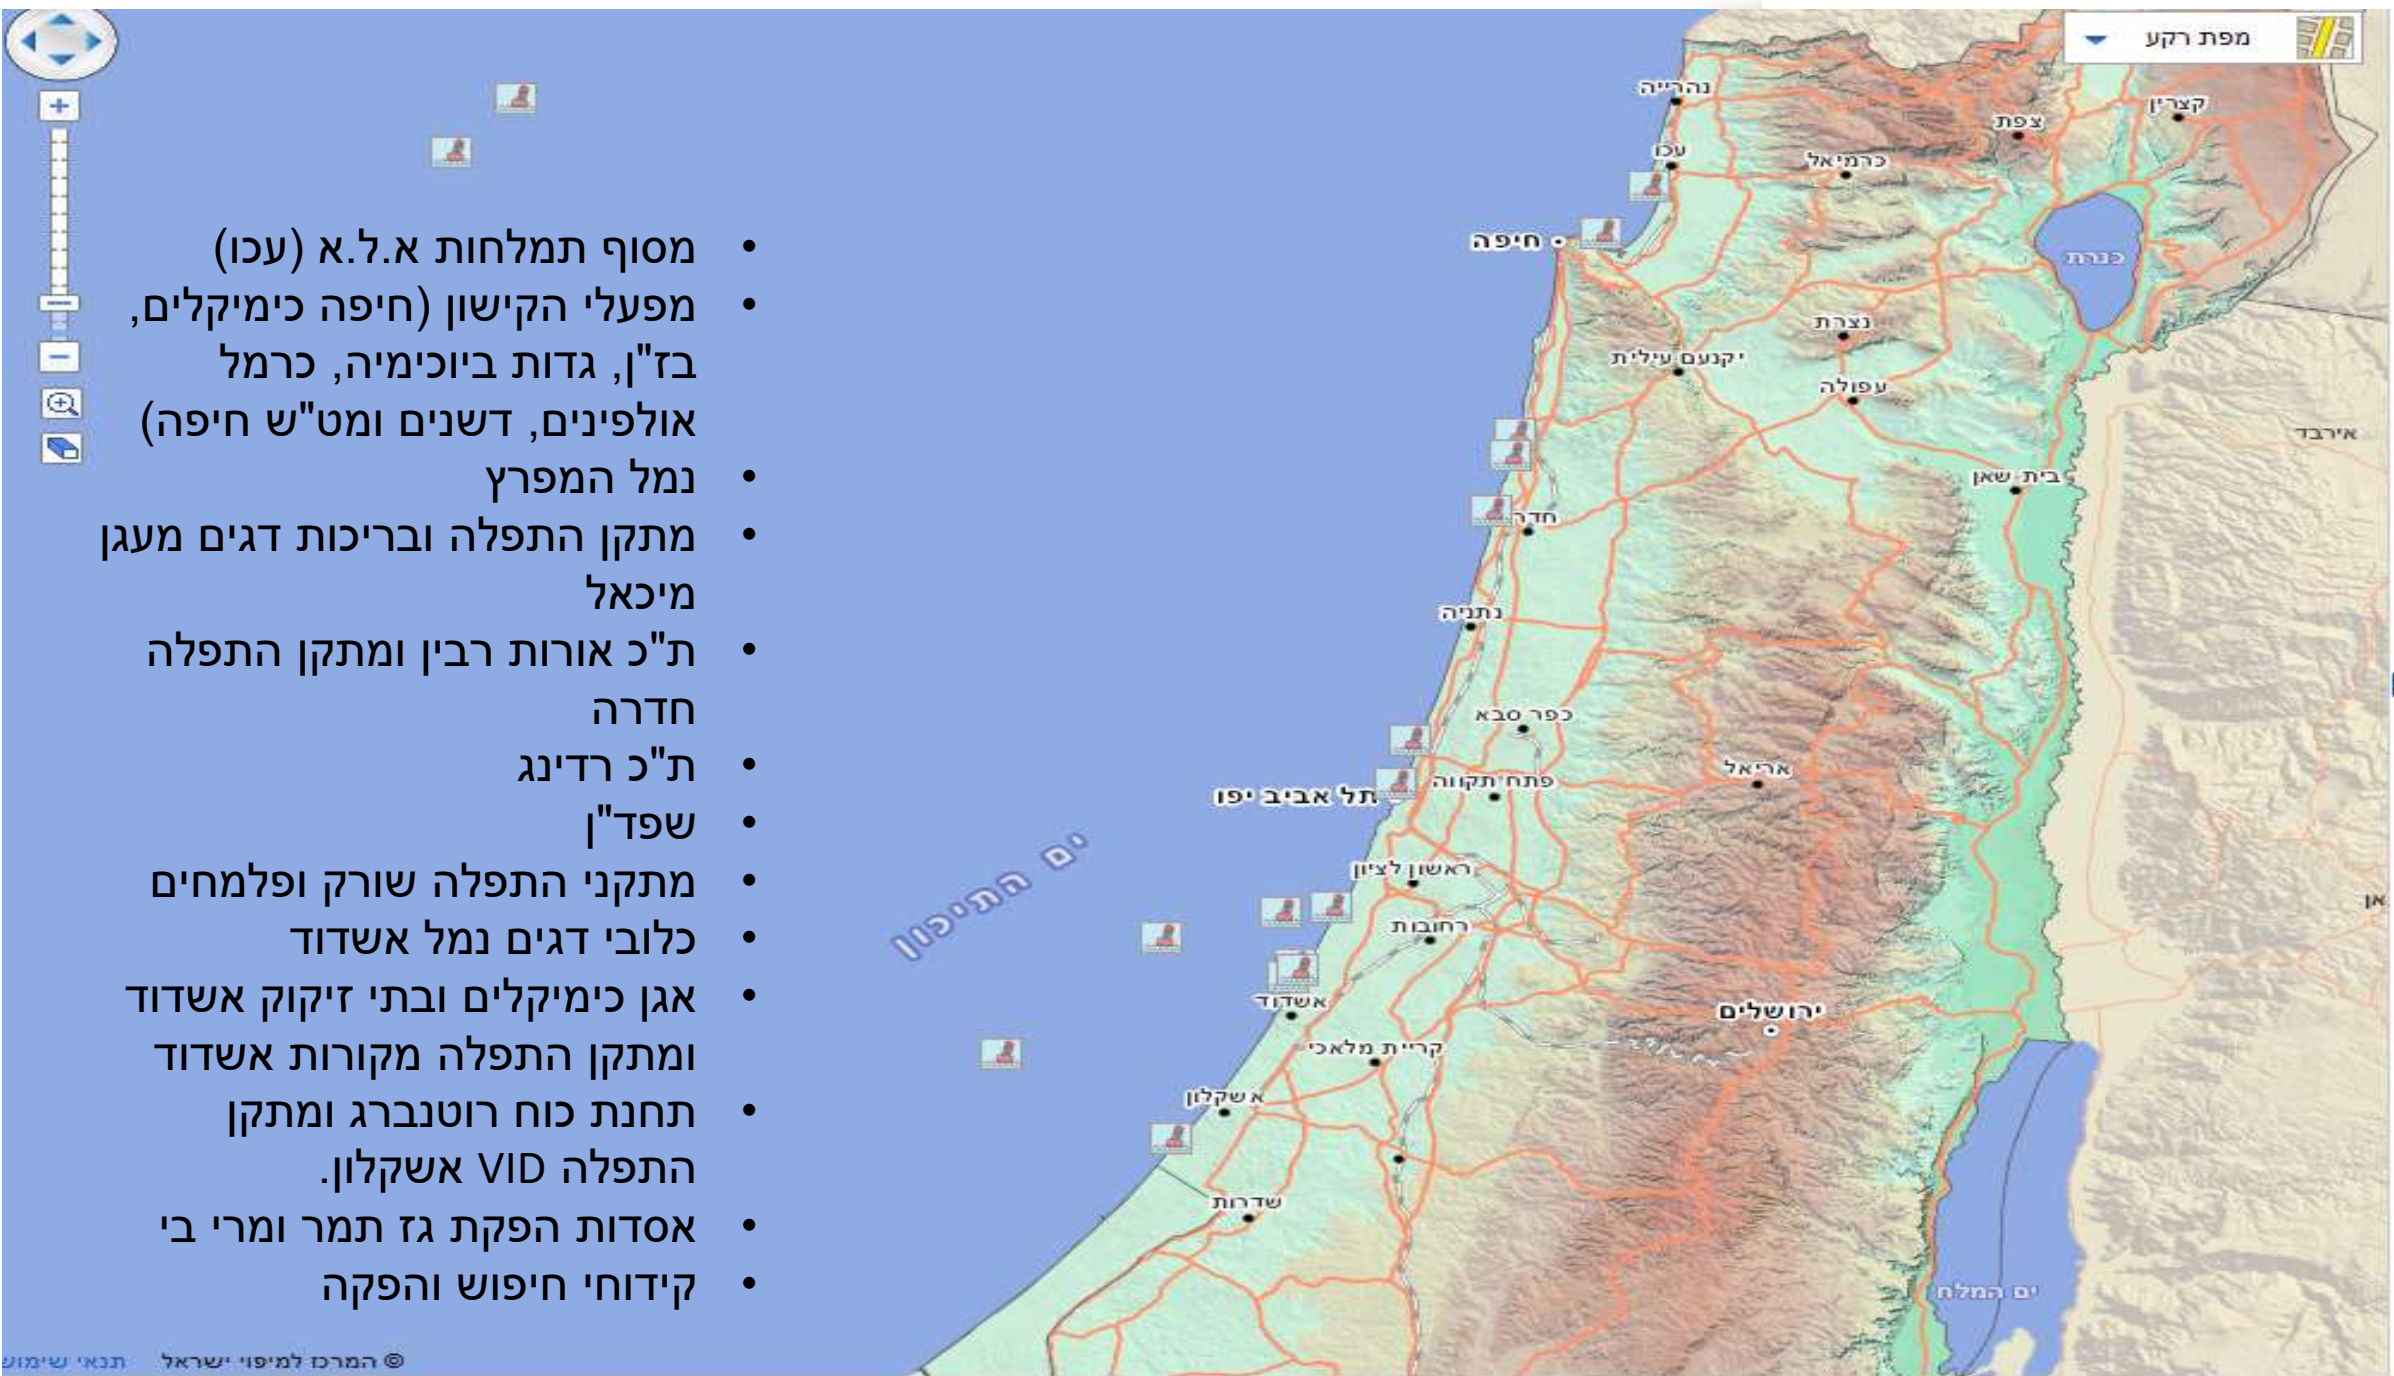 מפת רקע
• מסוף תמלחות א.ל.א (עכו)
• מפעלי הקישון (חיפה כימיקלים,
בז"ן, גדות ביוכימיה, כרמל
אולפינים, דשנים ומט"ש חיפה)
• נמל המפרץ
• מתקן התפלה ובריכות דגים מעגן
מיכאל
• ת"כ אורות רבין ומתקן התפלה
חדרה
• ת"כ רדינג
• שפד"ן
• מתקני התפלה שורק ופלמחים
• כלובי דגים נמל אשדוד
• אגן כימיקלים ובתי זיקוק אשדוד
ומתקן התפלה מקורות אשדוד
• תחנת כוח רוטנברג ומתקן
התפלה VID אשקלון.
• אסדות הפקת גז תמר ומרי בי
• קידוחי חיפוש והפקה
נהרייה
קצרין
צפת
עכו
כרמיאל
חיפה
כנרת
נצרת
יקנעם עילית
עפולה
אירבד
בית שאן
חדר
נתניה
כפר סבא
אריאל
פתח תקווה
תל אביב יפו
ים התיכון
ראשון לציון
רחובות
אן
אשדוד
ירושלים
קריית מלאכי
אשקלון
שדרות
ים המלח
© המרכז למיפוי ישראל
תנאי שימוש